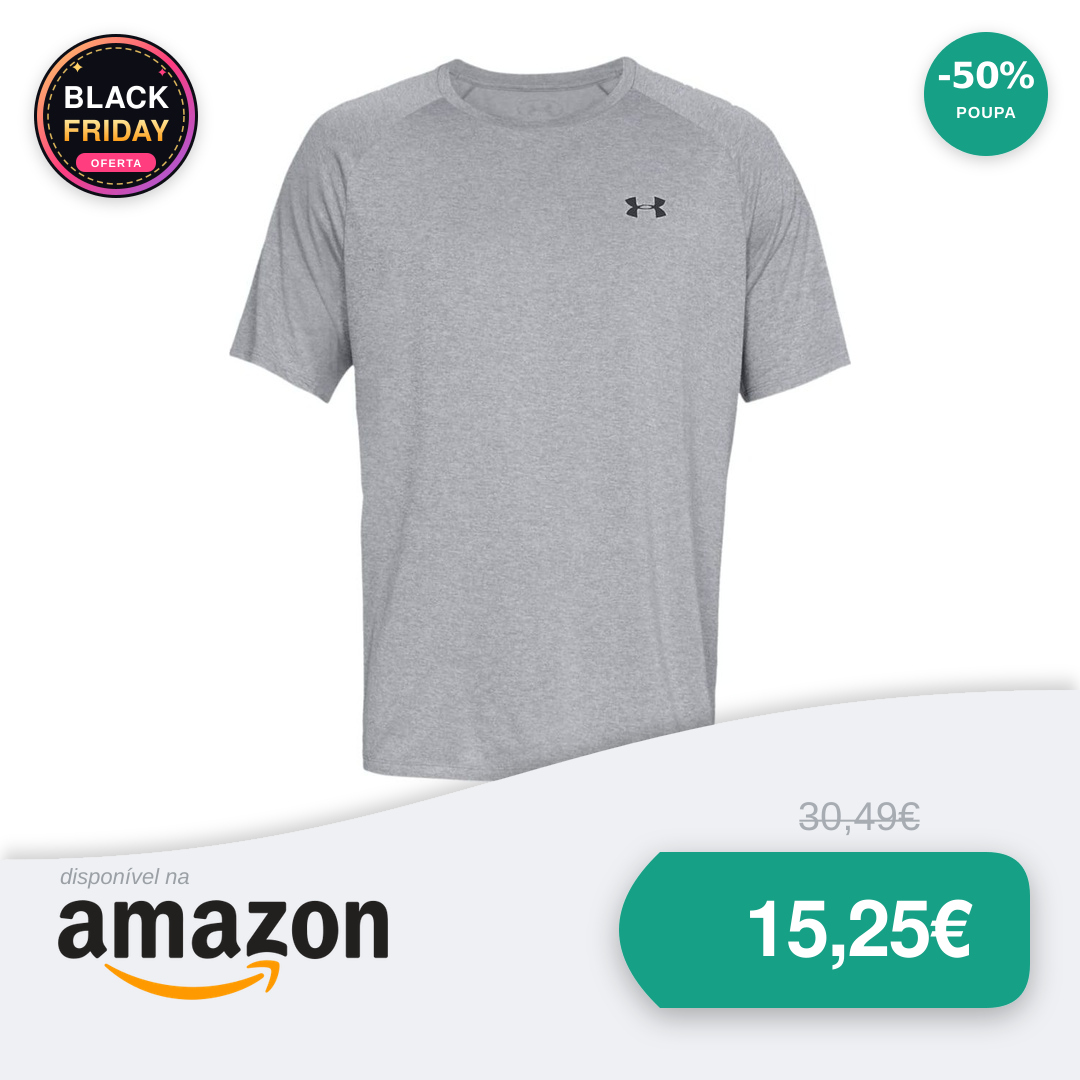 BLACK
FRIDAY
OFERTA
-50%
POUPA
30,49€
disponível na
amazon
15,25€